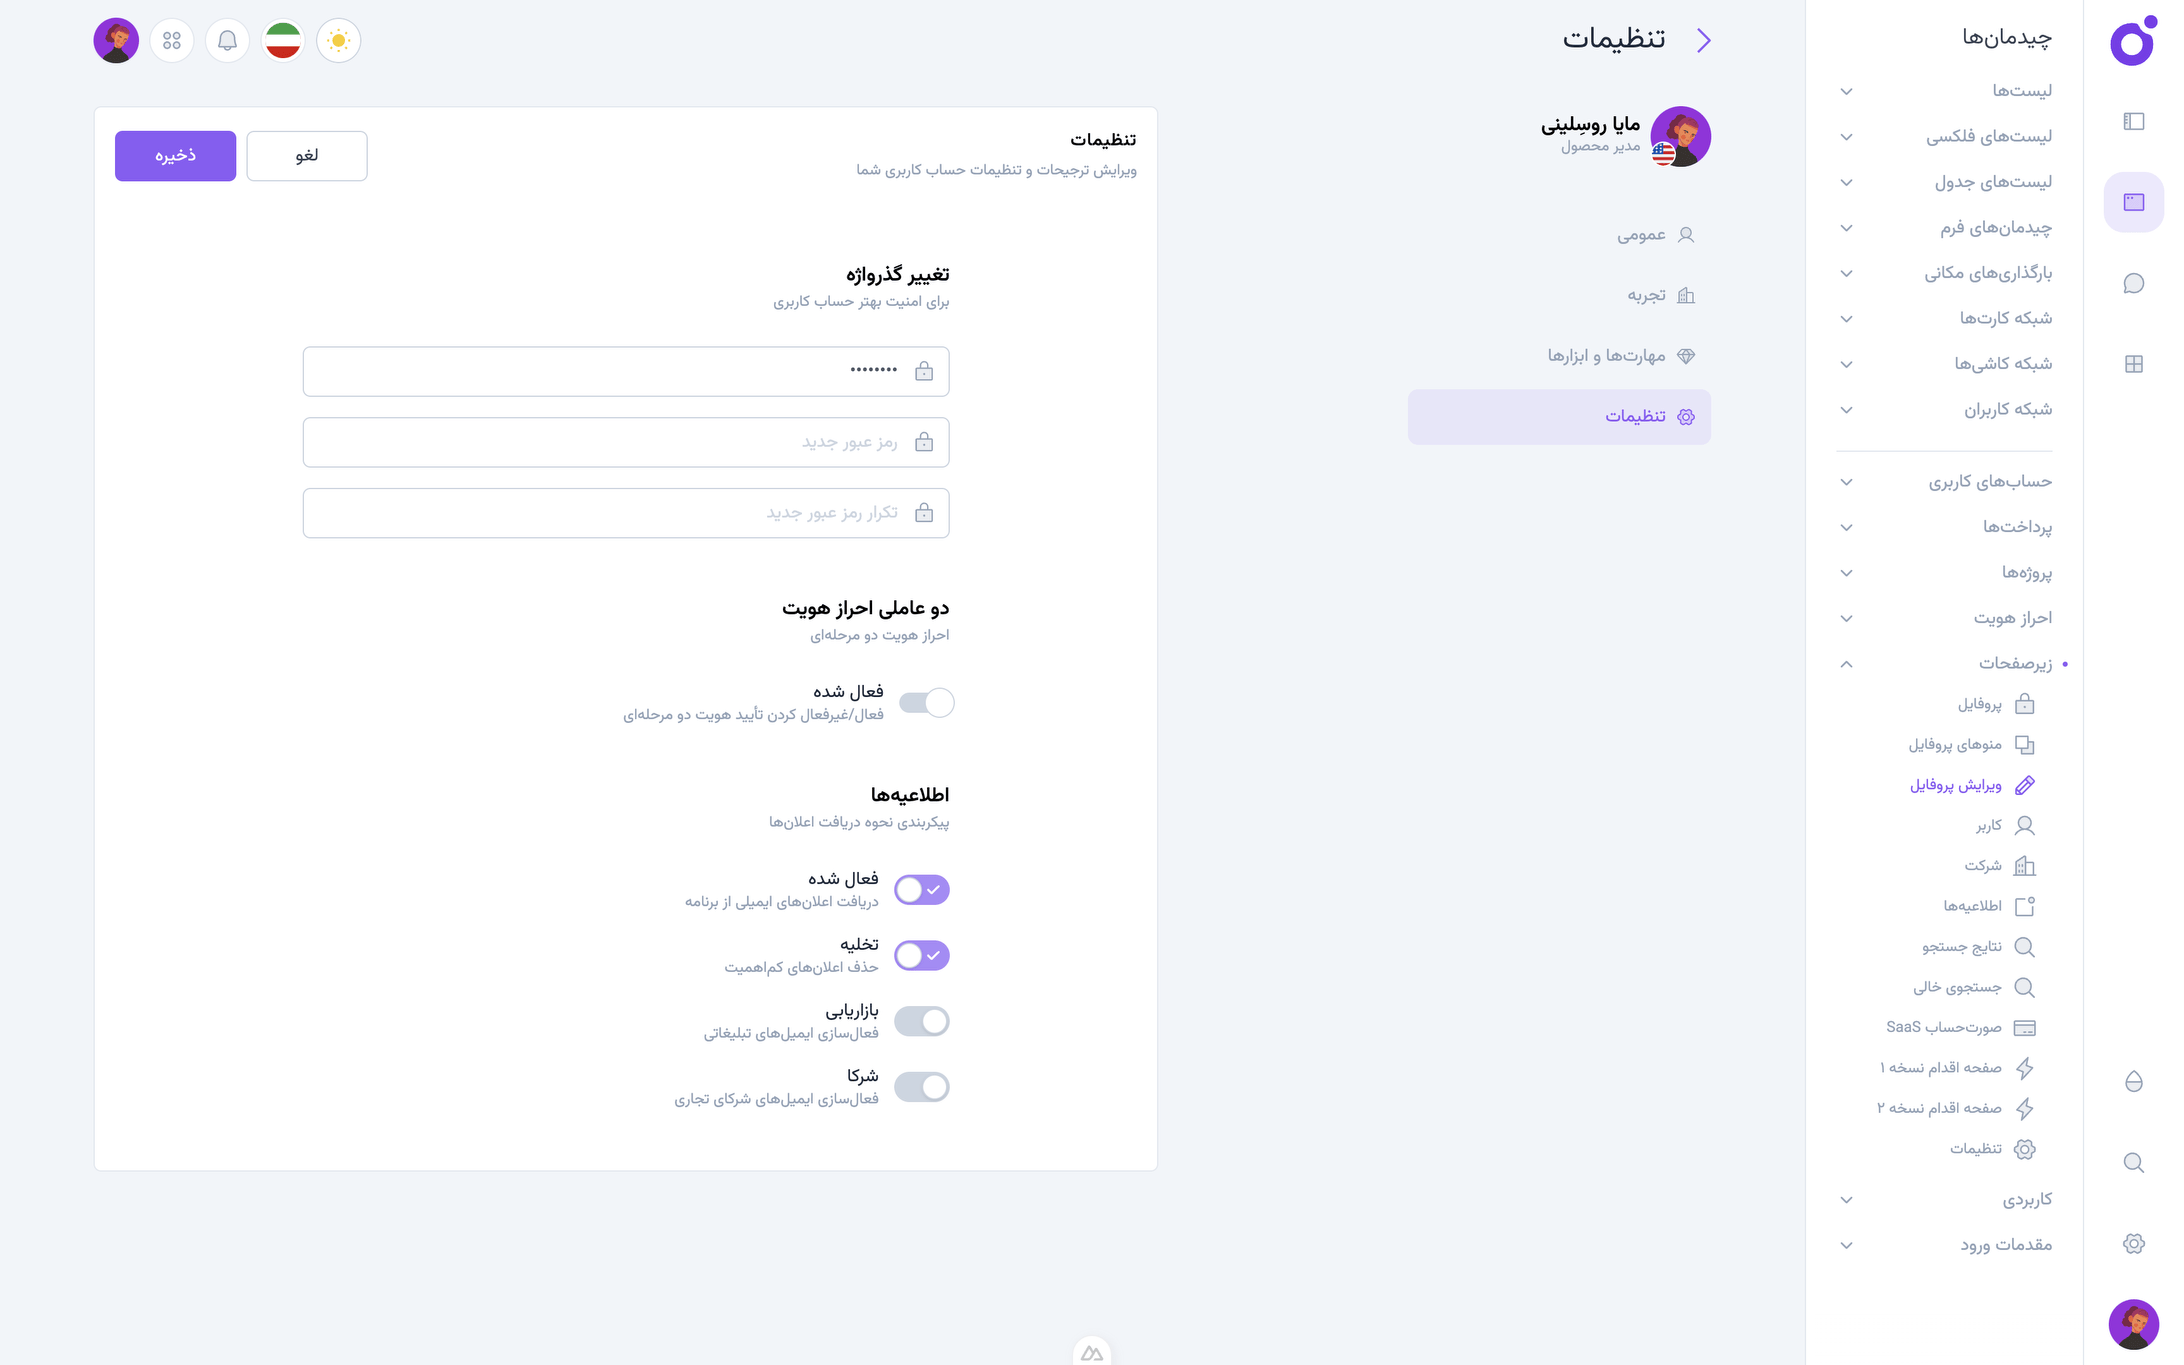 چیدمان‌ها
لیست‌ها
لیست‌های فلکسی
لیست‌های جدول
چیدمان‌های فرم
بارگذاری‌های مکانی
شبکه کارت‌ها
شبکه کاشی‌ها
شبکه کاربران
حساب‌های کاربری
پرداخت‌ها
پروژه‌ها
احراز هویت
زیرصفحات
پروفایل
منوهای پروفایل
ویرایش پروفایل
کاربر
شرکت
اطلاعیه‌ها
نتایج جستجو
جستجوی خالی
صورت‌حساب SaaS
صفحه اقدام نسخه ۱
صفحه اقدام نسخه ۲
تنظیمات
کاربردی
مقدمات ورود
تنظیمات
مایا روسِلینی
مدیر محصول
عمومی
تجربه
مهارت‌ها و ابزارها
تنظیمات
تنظیمات
ویرایش ترجیحات و تنظیمات حساب کاربری شما
لغو
ذخیره
تغییر گذرواژه
برای امنیت بهتر حساب کاربری
••••••••
رمز عبور جدید
تکرار رمز عبور جدید
دو عاملی احراز هویت
احراز هویت دو مرحله‌ای
فعال شده
فعال/غیرفعال کردن تأیید هویت دو مرحله‌ای
اطلاعیه‌ها
پیکربندی نحوه دریافت اعلان‌ها
فعال شده
دریافت اعلان‌های ایمیلی از برنامه
تخلیه
حذف اعلان‌های کم‌اهمیت
بازاریابی
فعال‌سازی ایمیل‌های تبلیغاتی
شرکا
فعال‌سازی ایمیل‌های شرکای تجاری